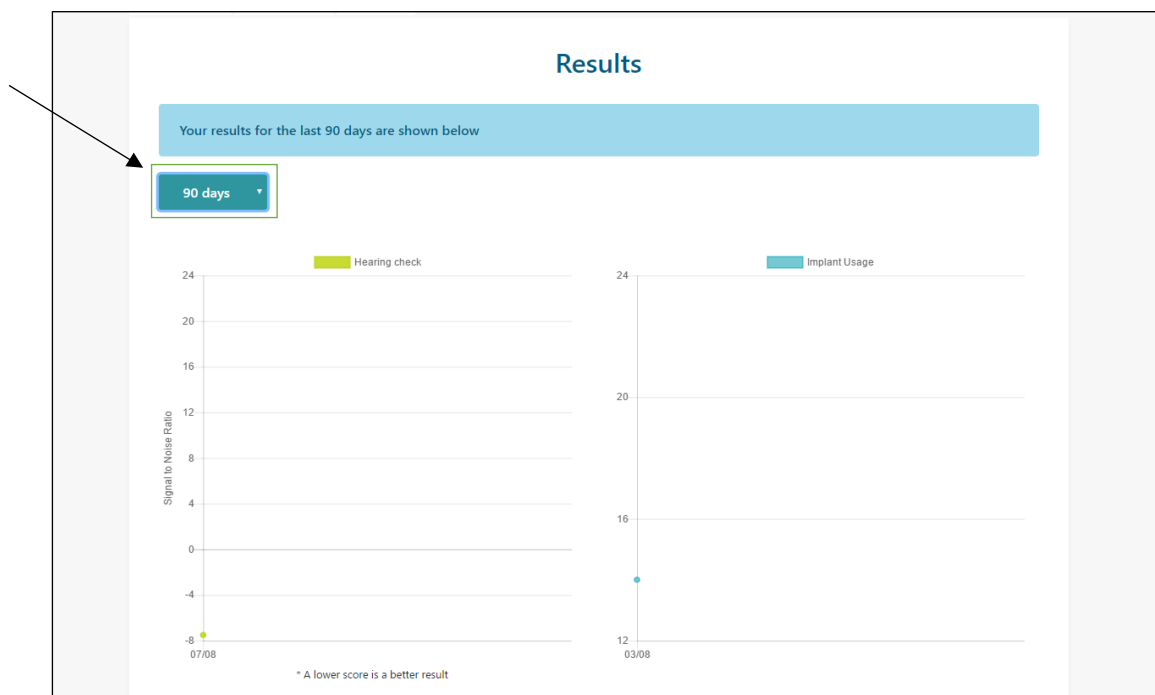 Results
Your results for the last 90 days are shown below
90 days
Hearing check
24
20
16
12
8
4
0
-4
-8
Signal to Noise Ratio
07/08
* A lower score is a better result
Implant Usage
24
20
16
12
03/08